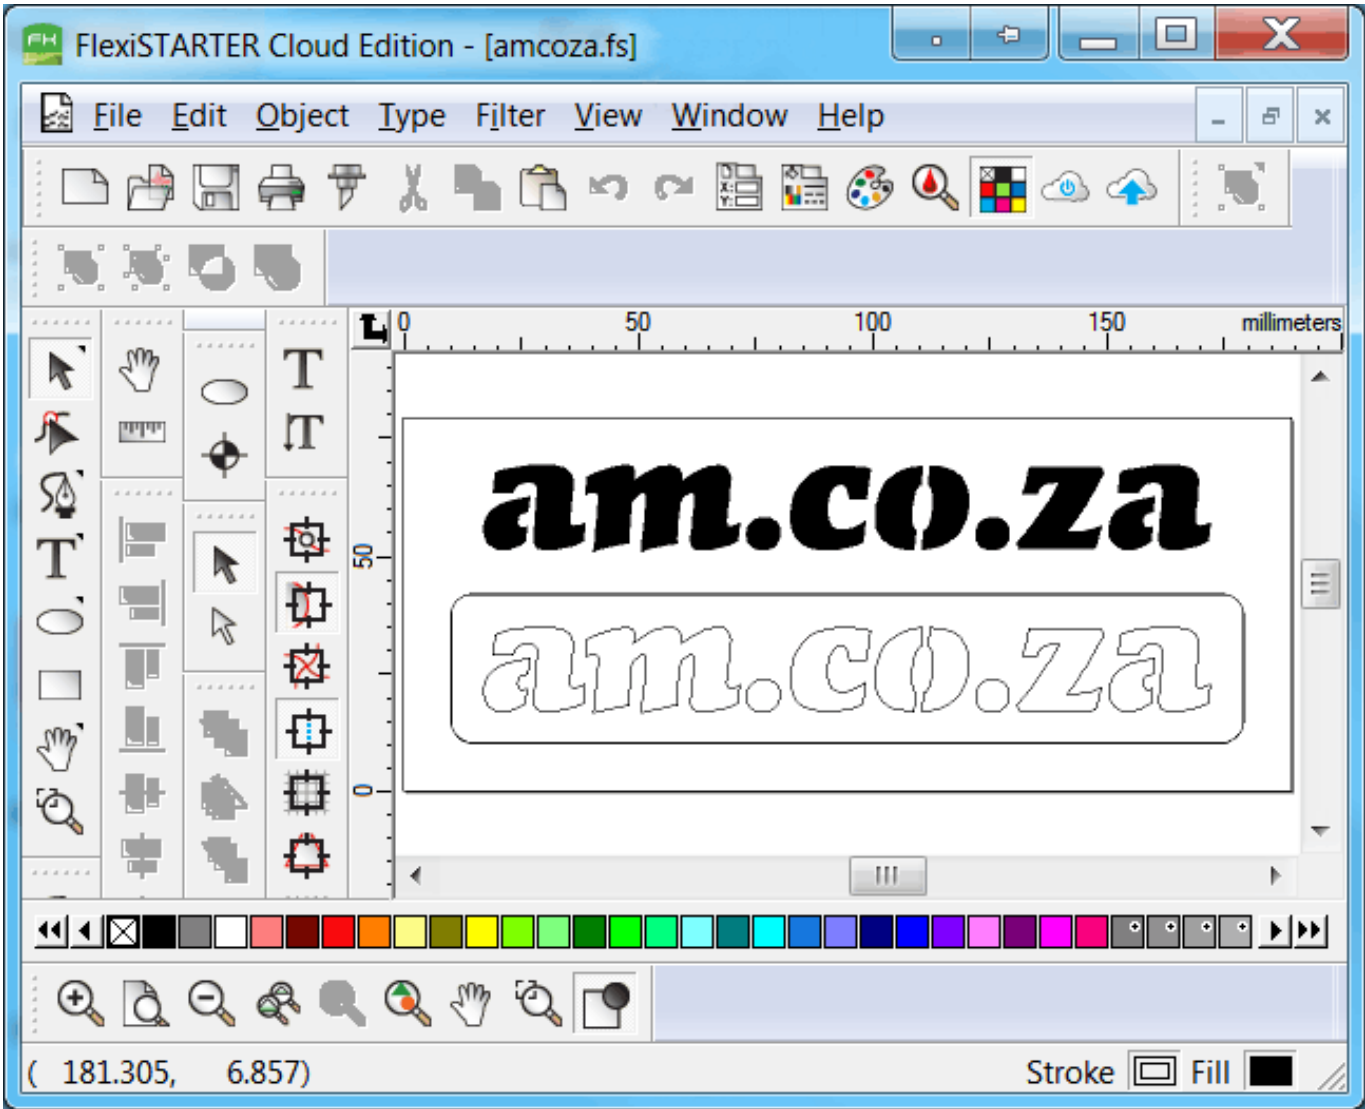 FH FlexiSTARTER Cloud Edition - [amcoza.fs]
File Edit Object Type Filter View Window Help
0 50 100 150 millimeters
am.co.za
50
am.co.za
0
( 181.305, 6.857)
Stroke Fill